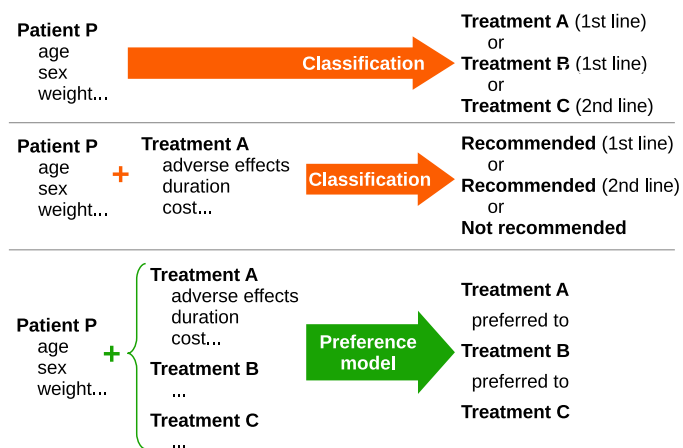 Patient P
age
sex
weight...
Classification
Treatment A (1st line)
or
Treatment B (1st line)
or
Treatment C (2nd line)
Patient P
age
sex
weight...
+
Treatment A
adverse effects
duration
cost...
Classification
Recommended (1st line)
or
Recommended (2nd line)
or
Not recommended
Patient P
age
sex
weight...
+
Treatment A
adverse effects
duration
cost...
Treatment B
...
Treatment C
...
Preference
model
Treatment A
preferred to
Treatment B
preferred to
Treatment C